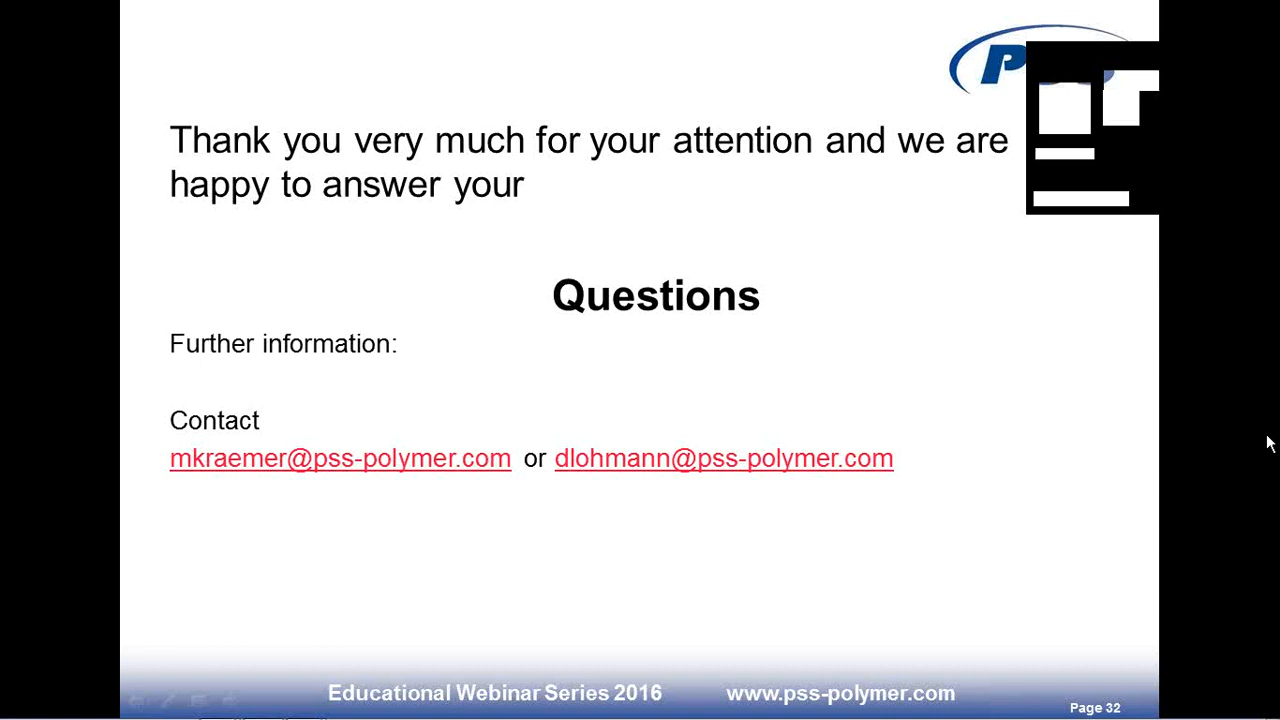 Thank you very much for your attention and we are
happy to answer your
Questions
Further information:
Contact
mkraemer@pss-polymer.com or dlohmann@pss-polymer.com
Educational Webinar Series 2016 www.pss-polymer.com
Page 32